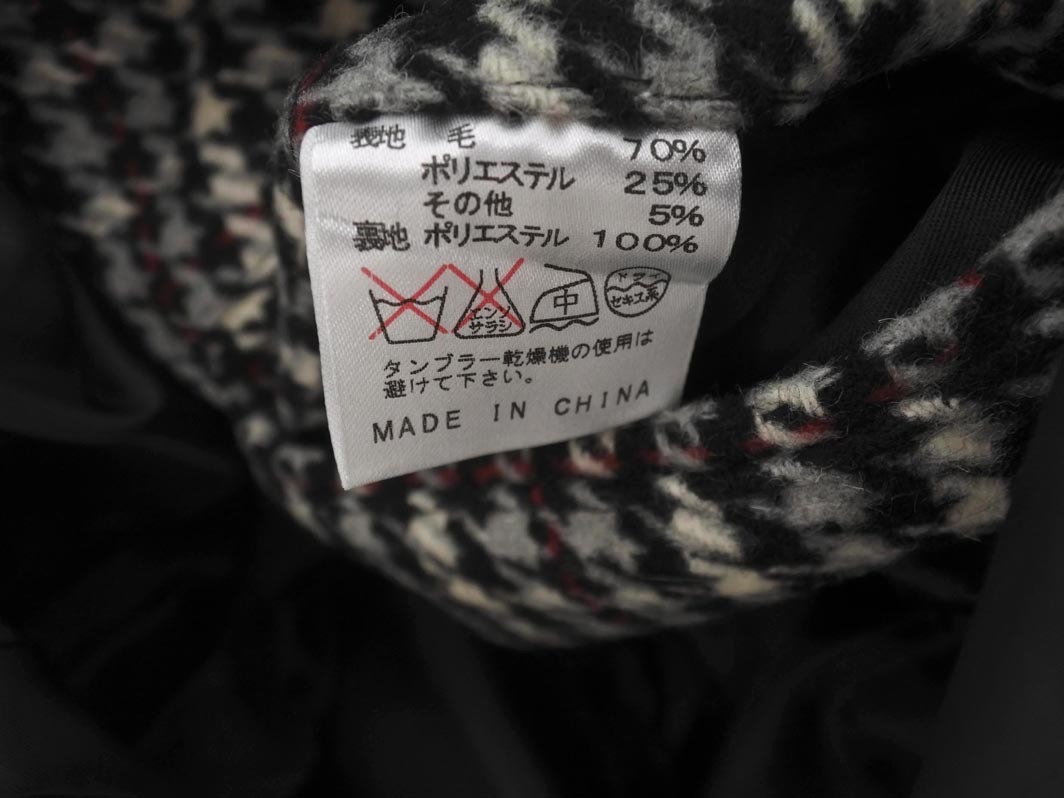 表地 毛 70%
ポリエステル 25%
その他 5%
裏地 ポリエステル 100%
エンソ
サラシ
中
ドライ
セキユ系
タンブラー乾燥機の使用は
避けて下さい。
MADE IN CHINA